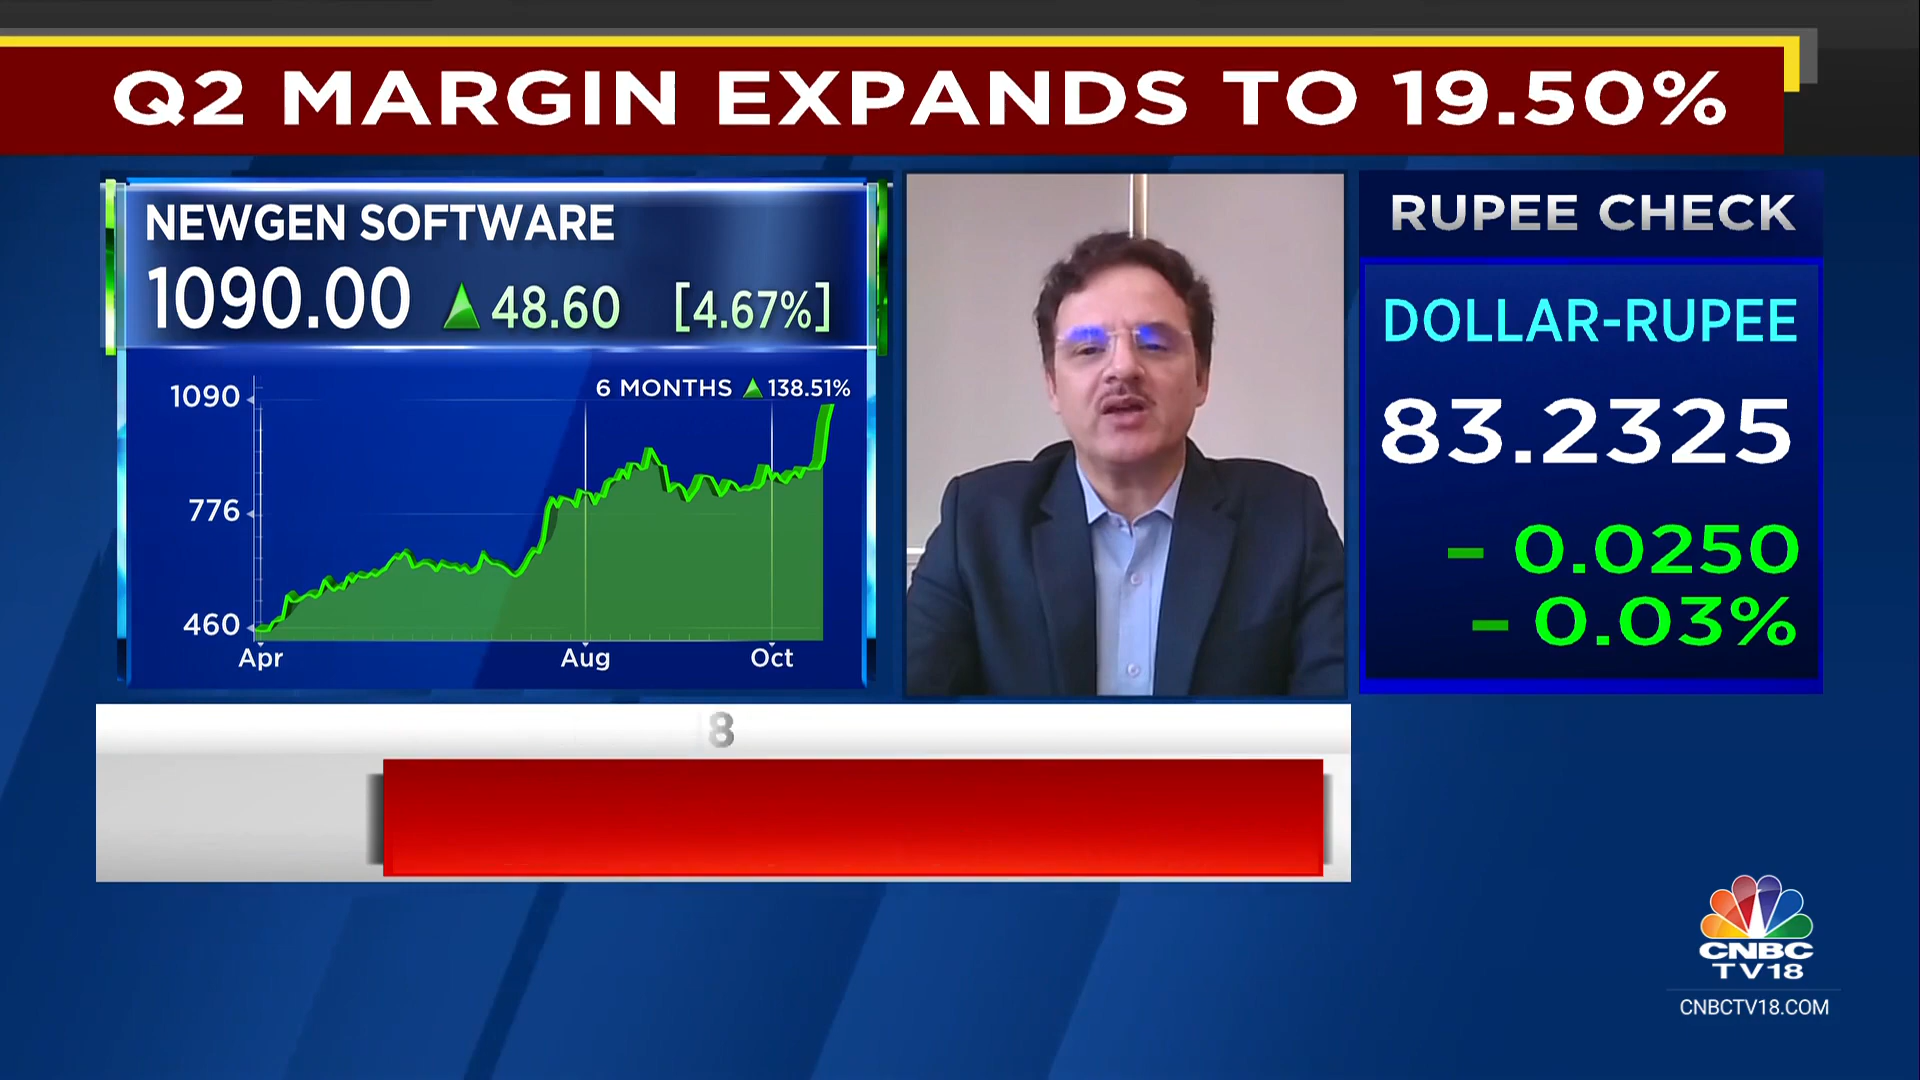 Q2 MARGIN EXPANDS TO 19.50%
NEWGEN SOFTWARE
1090.00 ▲ 48.60 [4.67%]
6 MONTHS ▲ 138.51%
1090
776
460
Apr Aug Oct
RUPEE CHECK
DOLLAR-RUPEE
83.2325
- 0.0250
- 0.03%
8
CNBC
TV18
CNBCTV18.COM